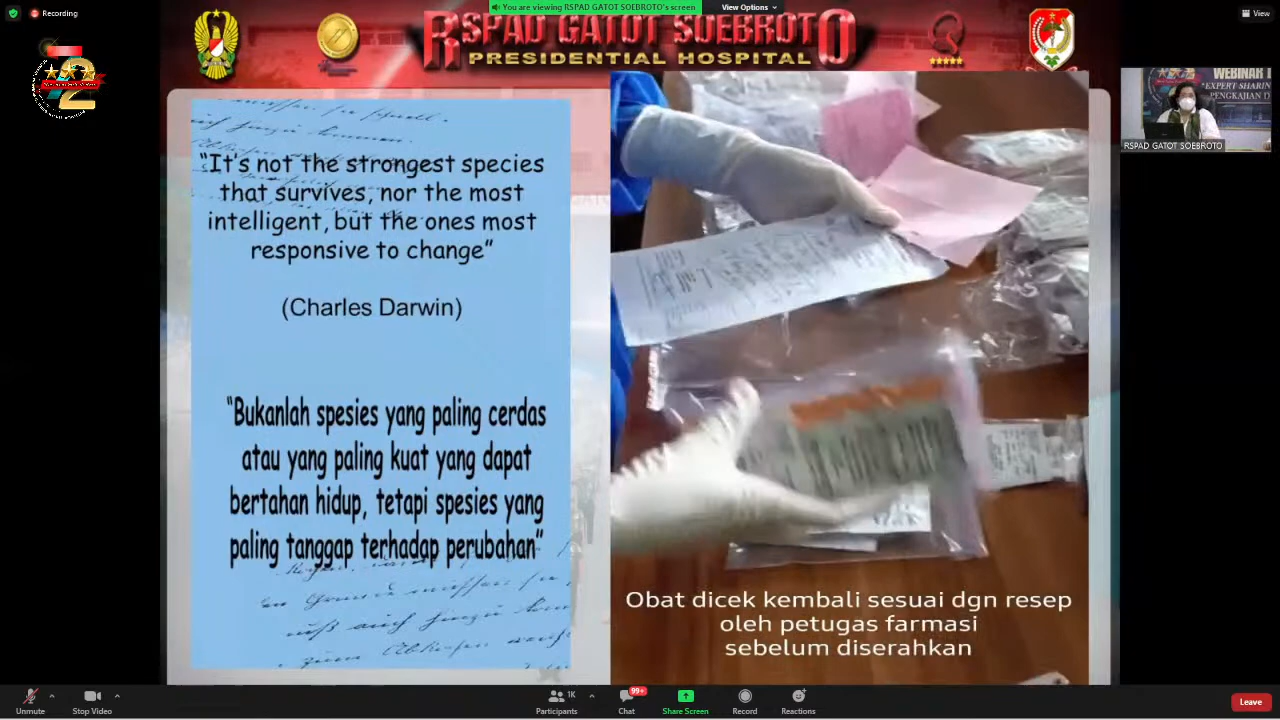 Recording
You are viewing RSPAD GATOT SOEBROTO's screen
View Options
View
RSPAD GATOT SOEBROTO
PRESIDENTIAL HOSPITAL
72
WEBINAR
"EXPERT SHARIN
PENGKAJIAN
RSPAD GATOT SOEBROTO
"It's not the strongest species
that survives, nor the most
intelligent, but the ones most
responsive to change"
(Charles Darwin)
"Bukanlah spesies yang paling cerdas
atau yang paling kuat yang dapat
bertahan hidup, tetapi spesies yang
paling tanggap terhadap perubahan"
Obat dicek kembali sesuai dgn resep
oleh petugas farmasi
sebelum diserahkan
Unmute
Stop Video
1K
Participants
99+
Chat
Share Screen
Record
Reactions
Leave